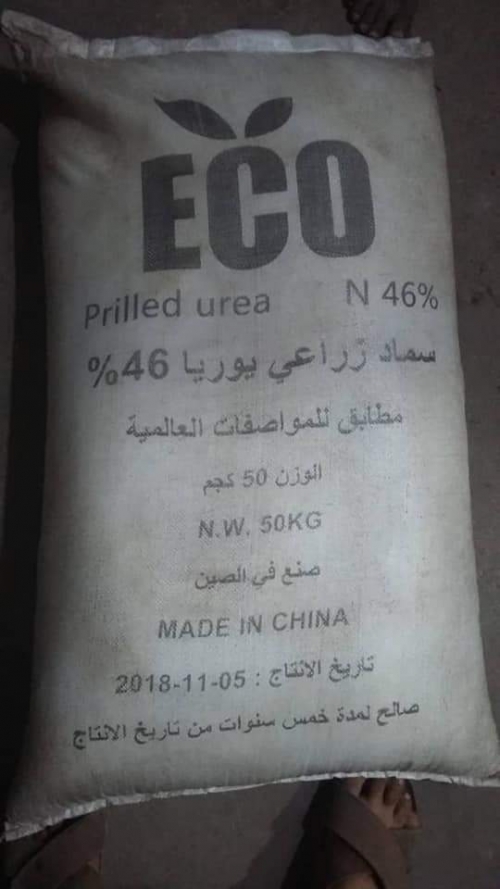 ECO
Prilled urea N 46%
سماد زراعي يوريا 46%
مطابق للمواصفات العالمية
الوزن 50 كجم
N.W. 50KG
صنع في الصين
MADE IN CHINA
تاريخ الانتاج : 05-11-2018
صالح لمدة خمس سنوات من تاريخ الانتاج